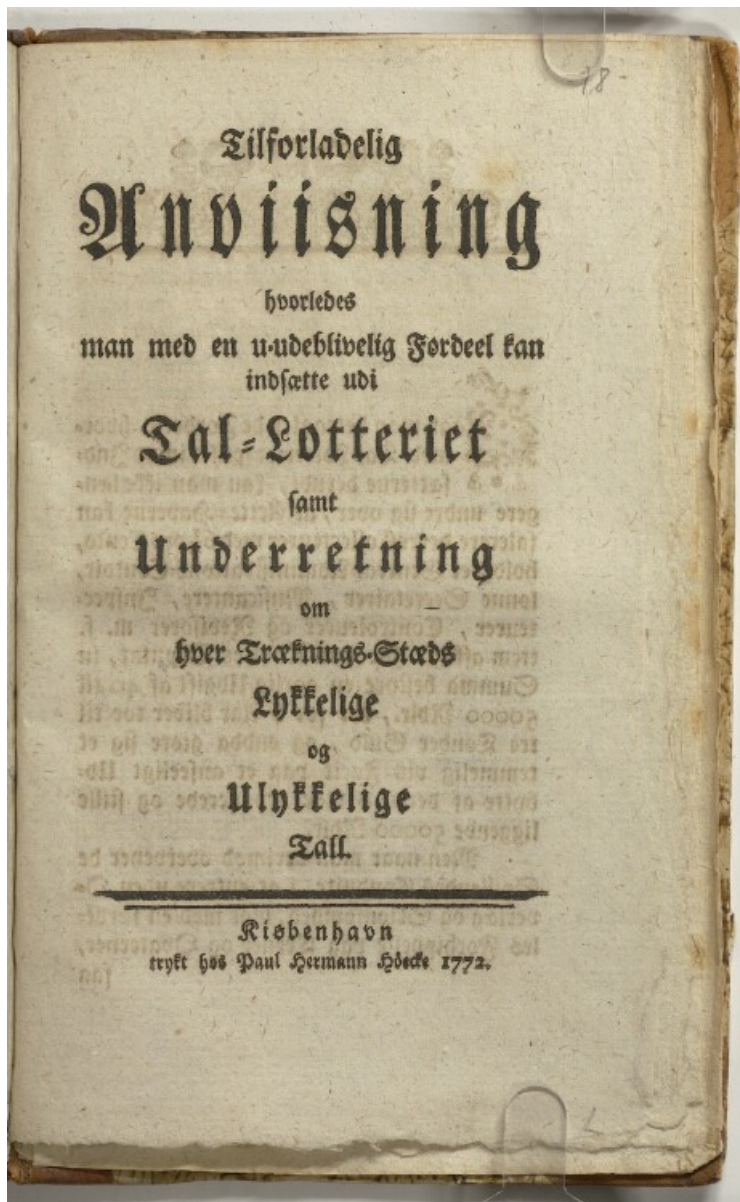 18-
Tilforladelig
Anviisning
hvorledes
man med en u-udeblivelig Fordeel kan
indsætte udi
Tal-Lotteriet
samt
Underretning
om
hver Træknings-Stæds
Lykkelige
og
Ulykkelige
Tall.
Kiøbenhavn
trykt hos Paul Hermann Höecke 1772.